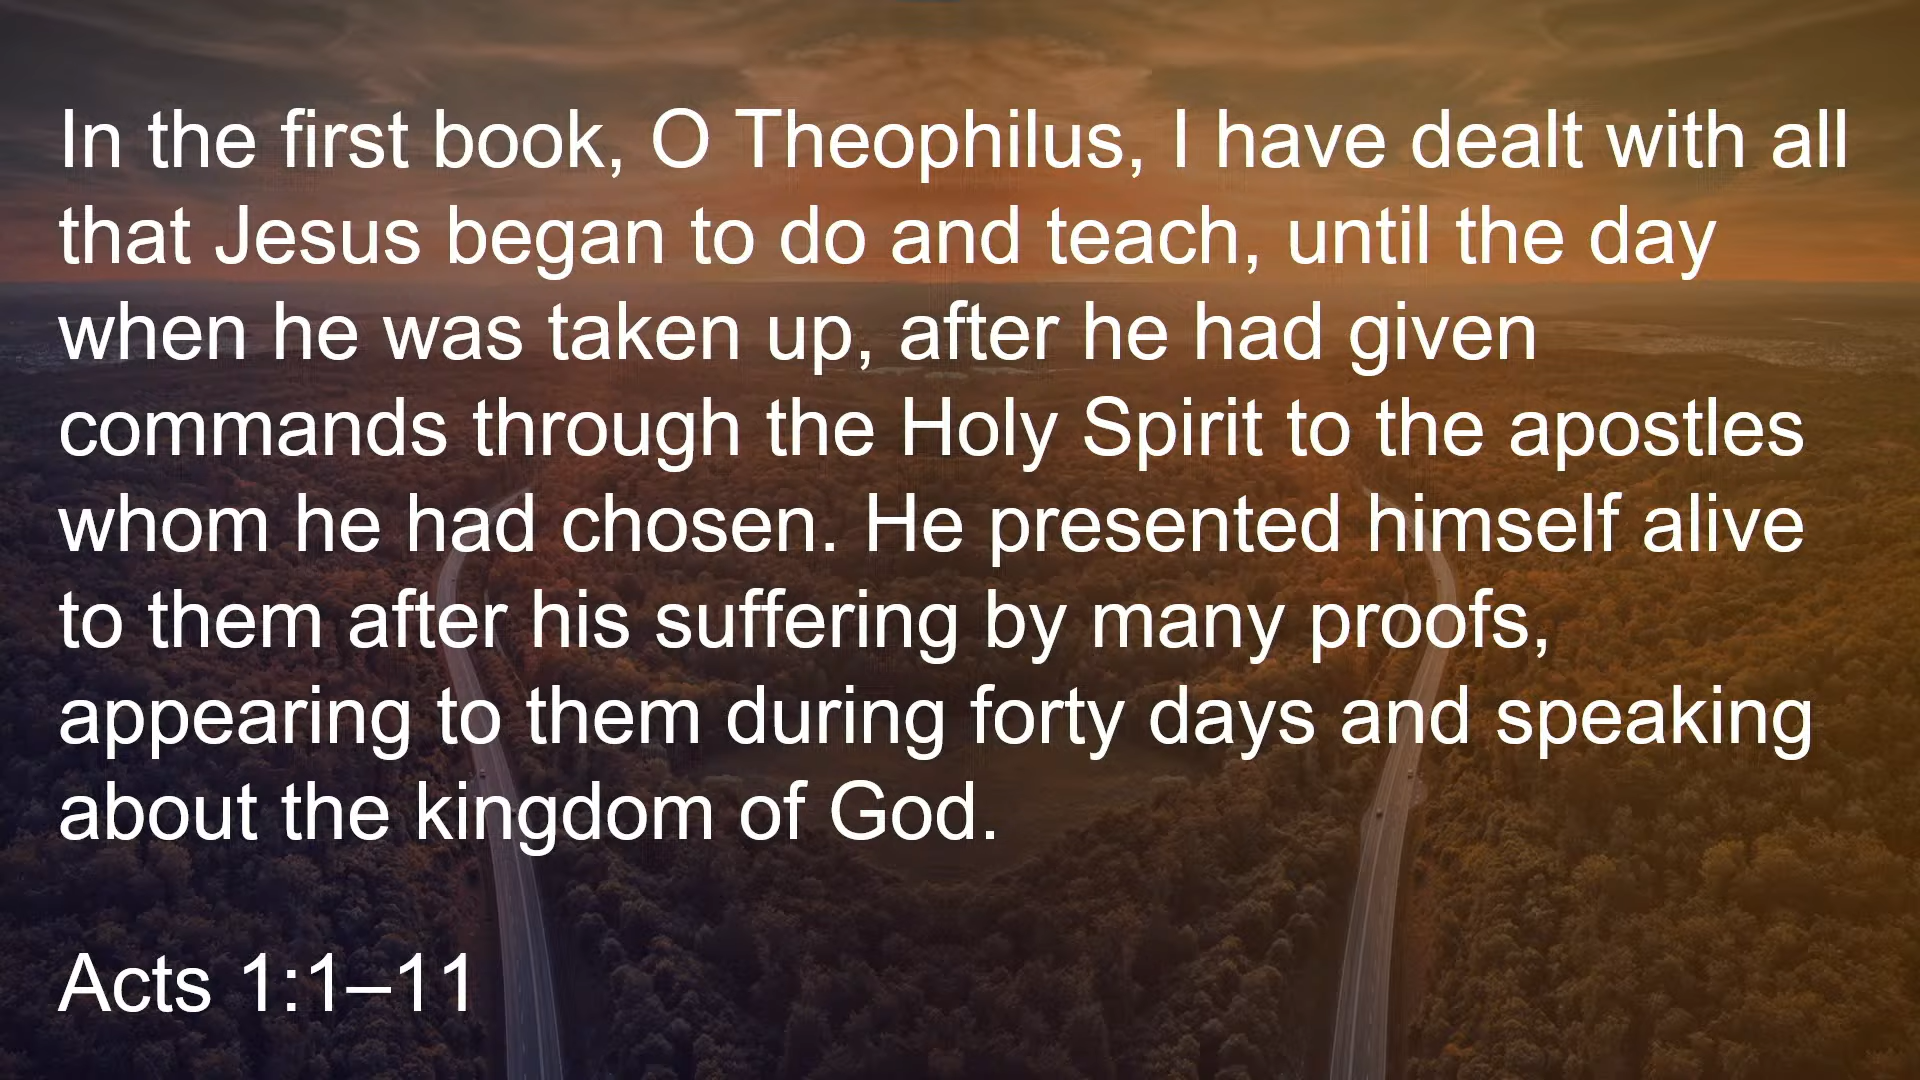 In the first book, O Theophilus, I have dealt with all
that Jesus began to do and teach, until the day
when he was taken up, after he had given
commands through the Holy Spirit to the apostles
whom he had chosen. He presented himself alive
to them after his suffering by many proofs,
appearing to them during forty days and speaking
about the kingdom of God.
Acts 1:1–11